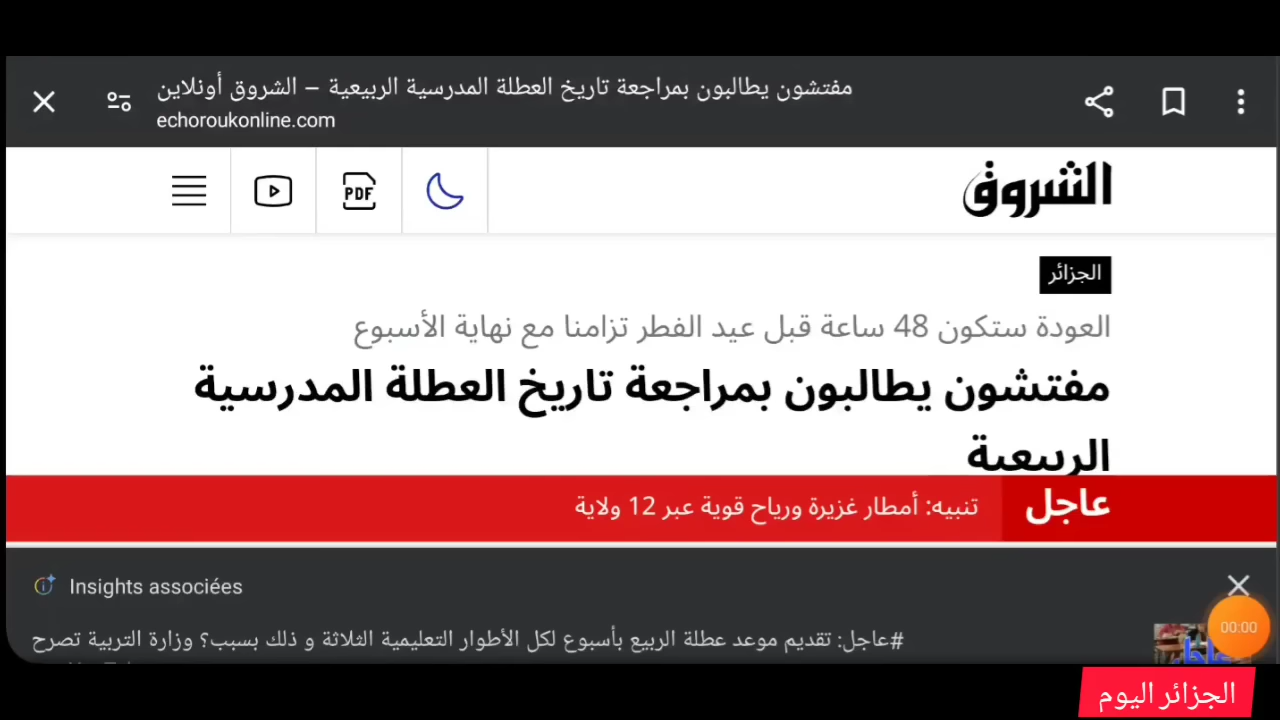 مفتشون يطالبون بمراجعة تاريخ العطلة المدرسية الربيعية – الشروق أونلاين
echoroukonline.com
PDF
الشروق
الجزائر
العودة ستكون 48 ساعة قبل عيد الفطر تزامنا مع نهاية الأسبوع
مفتشون يطالبون بمراجعة تاريخ العطلة المدرسية
الربيعية
عاجل تنبيه: أمطار غزيرة ورياح قوية عبر 12 ولاية
Insights associées
#عاجل: تقديم موعد عطلة الربيع بأسبوع لكل الأطوار التعليمية الثلاثة و ذلك بسبب؟ وزارة التربية تصرح
00:00
الجزائر اليوم